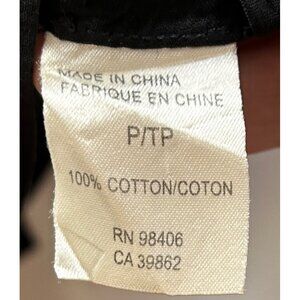 MADE IN CHINA
FABRIQUE EN CHINE
P/TP
100% COTTON/COTON
RN 98406
CA 39862